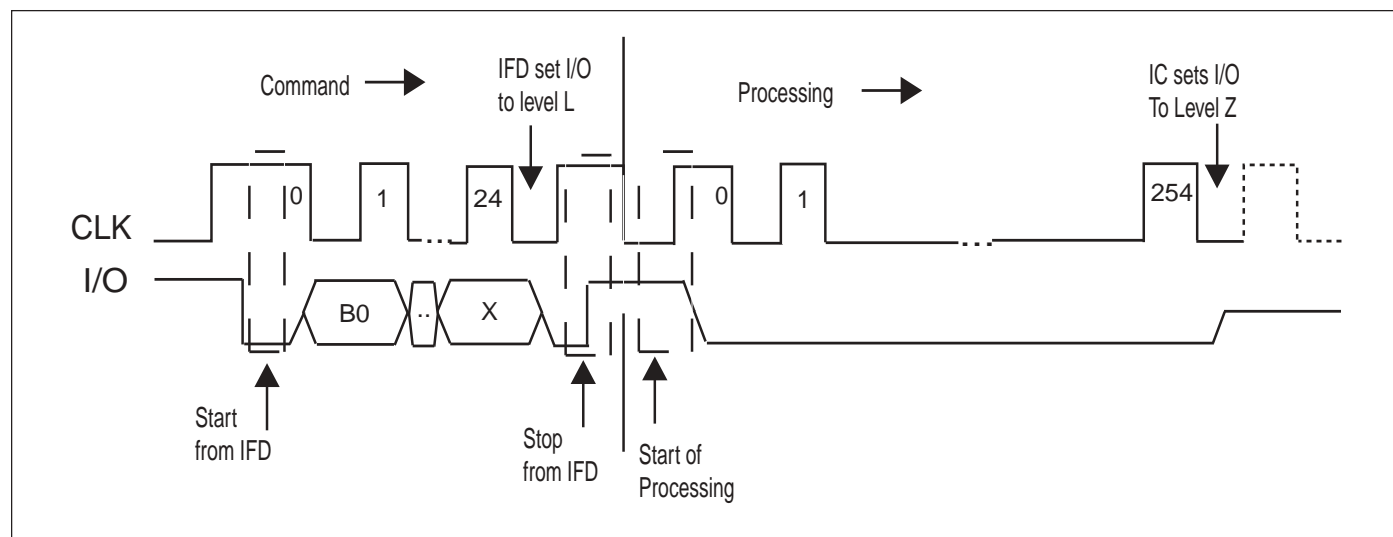 Command
IFD set I/O
to level L
Processing
IC sets I/O
To Level Z
CLK
0
1
24
0
1
254
I/O
B0
..
X
Start
from IFD
Stop
from IFD
Start of
Processing